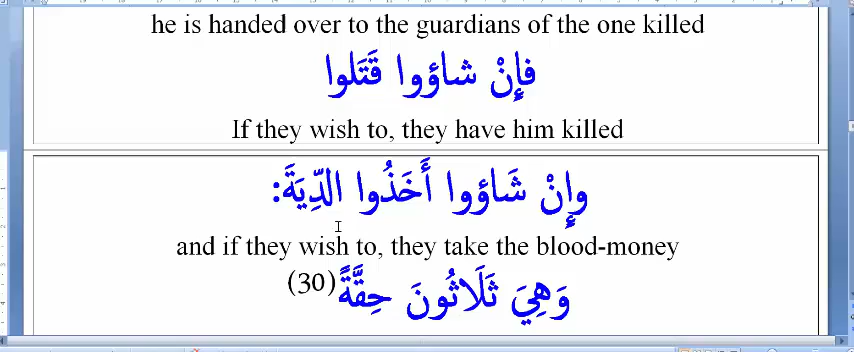 he is handed over to the guardians of the one killed
فإِنْ شاؤوا قَتَلوا
If they wish to, they have him killed
وإِنْ شَاؤوا أَخَذُوا الدِّيَةَ:
and if they wish to, they take the blood-money
وَهِيَ ثَلَاثُونَ حِقَّةً(30)